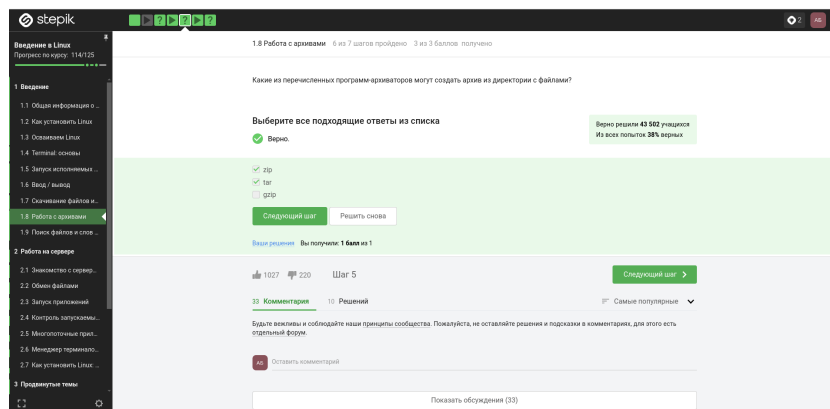 stepik
2
АБ
Введение в Linux
Прогресс по курсу: 114/125
1 Введение
1.1 Общая информация о ...
1.2 Как установить Linux
1.3 Осваиваем Linux
1.4 Terminal: основы
1.5 Запуск исполняемых ...
1.6 Ввод / вывод
1.7 Скачивание файлов и...
1.8 Работа с архивами
1.9 Поиск файлов и слов ...
2 Работа на сервере
2.1 Знакомство с сервер...
2.2 Обмен файлами
2.3 Запуск приложений
2.4 Контроль запускаемы...
2.5 Многопоточные прил...
2.6 Менеджер терминало...
2.7 Как установить Linux: ...
3 Продвинутые темы
1.8 Работа с архивами 6 из 7 шагов пройдено 3 из 3 баллов получено
Какие из перечисленных программ-архиваторов могут создать архив из директории с файлами?
Выберите все подходящие ответы из списка
Верно.
Верно решили 43 502 учащихся
Из всех попыток 38% верных
zip
tar
gzip
Следующий шаг Решить снова
Ваши решения Вы получили: 1 балл из 1
1027 220 Шаг 5 Следующий шаг
33 Комментария 10 Решений Самые популярные
Будьте вежливы и соблюдайте наши принципы сообщества. Пожалуйста, не оставляйте решения и подсказки в комментариях, для этого есть
отдельный форум.
АБ Оставить комментарий
Показать обсуждения (33)